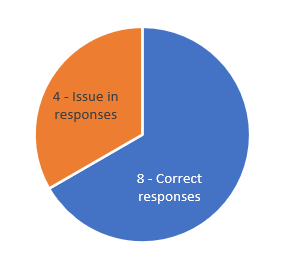 4 - Issue in
responses
8 - Correct
responses